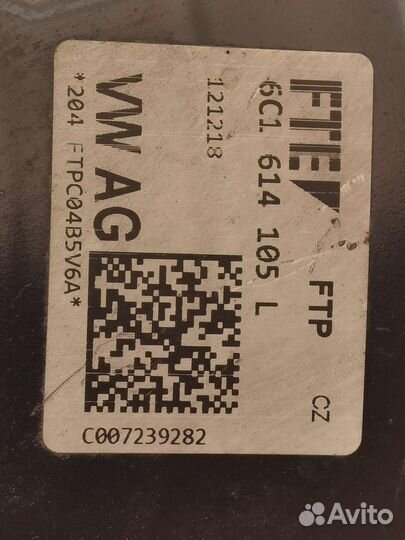 FTE
FTP CZ
6C1 614 105 L
121218
VW AG
*204 FTPC04B5V6A*
C007239282
Avito